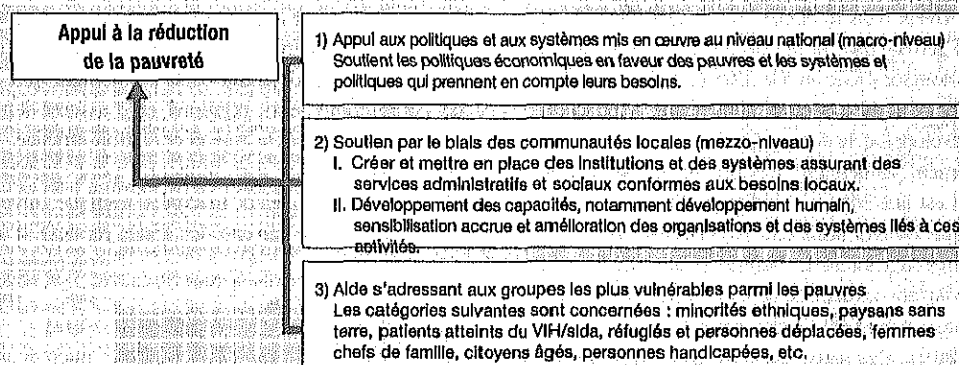 Appui à la réduction
de la pauvreté
1) Appui aux politiques et aux systèmes mis en œuvre au niveau national (macro-niveau)
Soutient les politiques économiques en faveur des pauvres et les systèmes et
politiques qui prennent en compte leurs besoins.
2) Soutien par le biais des communautés locales (mezzo-niveau)
I. Créer et mettre en place des institutions et des systèmes assurant des
services administratifs et sociaux conformes aux besoins locaux.
II. Développement des capacités, notamment développement humain,
sensibilisation accrue et amélioration des organisations et des systèmes liés à ces
activités.
3) Aide s'adressant aux groupes les plus vulnérables parmi les pauvres
Les catégories suivantes sont concernées : minorités ethniques, paysans sans
terre, patients atteints du VIH/sida, réfugiés et personnes déplacées, femmes
chefs de famille, citoyens âgés, personnes handicapées, etc.